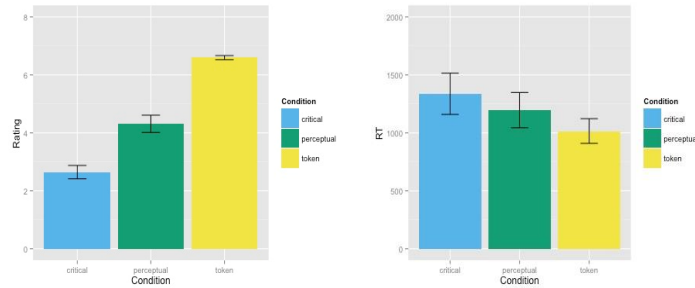 8
6
4
2
0
Rating
critical
perceptual
token
Condition
Condition
critical
perceptual
token
2000
1500
1000
500
0
RT
critical
perceptual
token
Condition
Condition
critical
perceptual
token